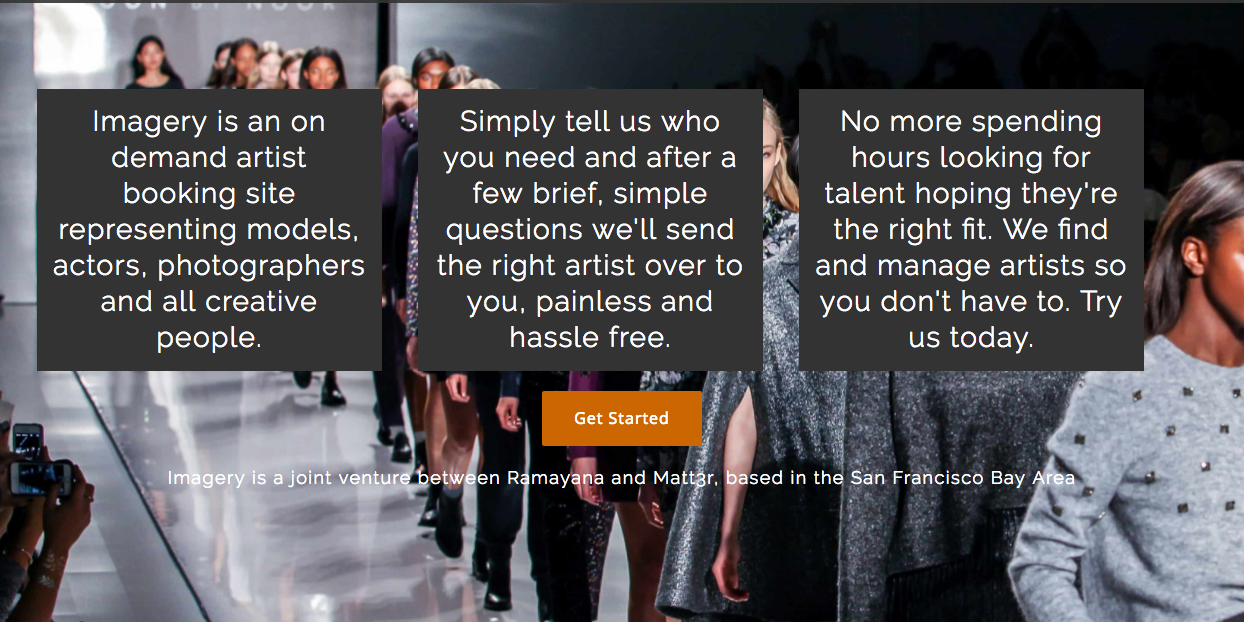 BY NOOR
Imagery is an on
demand artist
booking site
representing models,
actors, photographers
and all creative
people.
Simply tell us who
you need and after a
few brief, simple
questions we'll send
the right artist over to
you, painless and
hassle free.
No more spending
hours looking for
talent hoping they're
the right fit. We find
and manage artists so
you don't have to. Try
us today.
Get Started
Imagery is a joint venture between Ramayana and Matt3r, based in the San Francisco Bay Area